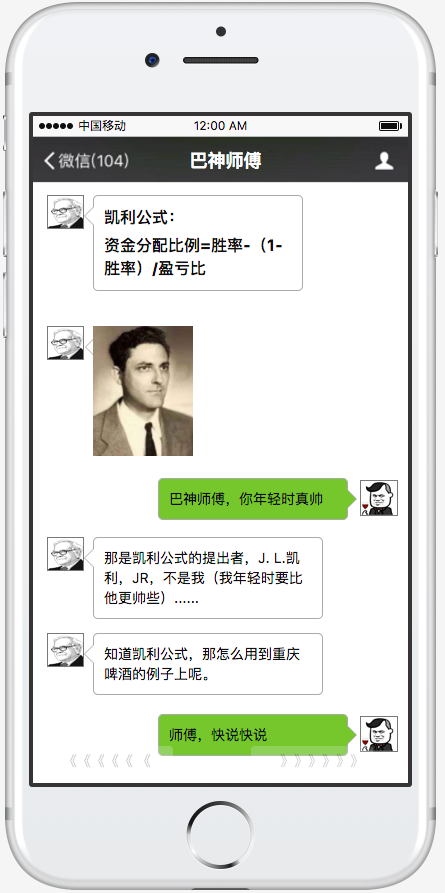 ●●●●● 中国移动 12:00 AM
微信(104) 巴神师傅
凯利公式：
资金分配比例=胜率-（1-
胜率）/盈亏比
巴神师傅，你年轻时真帅
那是凯利公式的提出者，J. L.凯
利，JR，不是我（我年轻时要比
他更帅些）......
知道凯利公式，那怎么用到重庆
啤酒的例子上呢。
师傅，快说快说
《《《《《《 》》》》》》